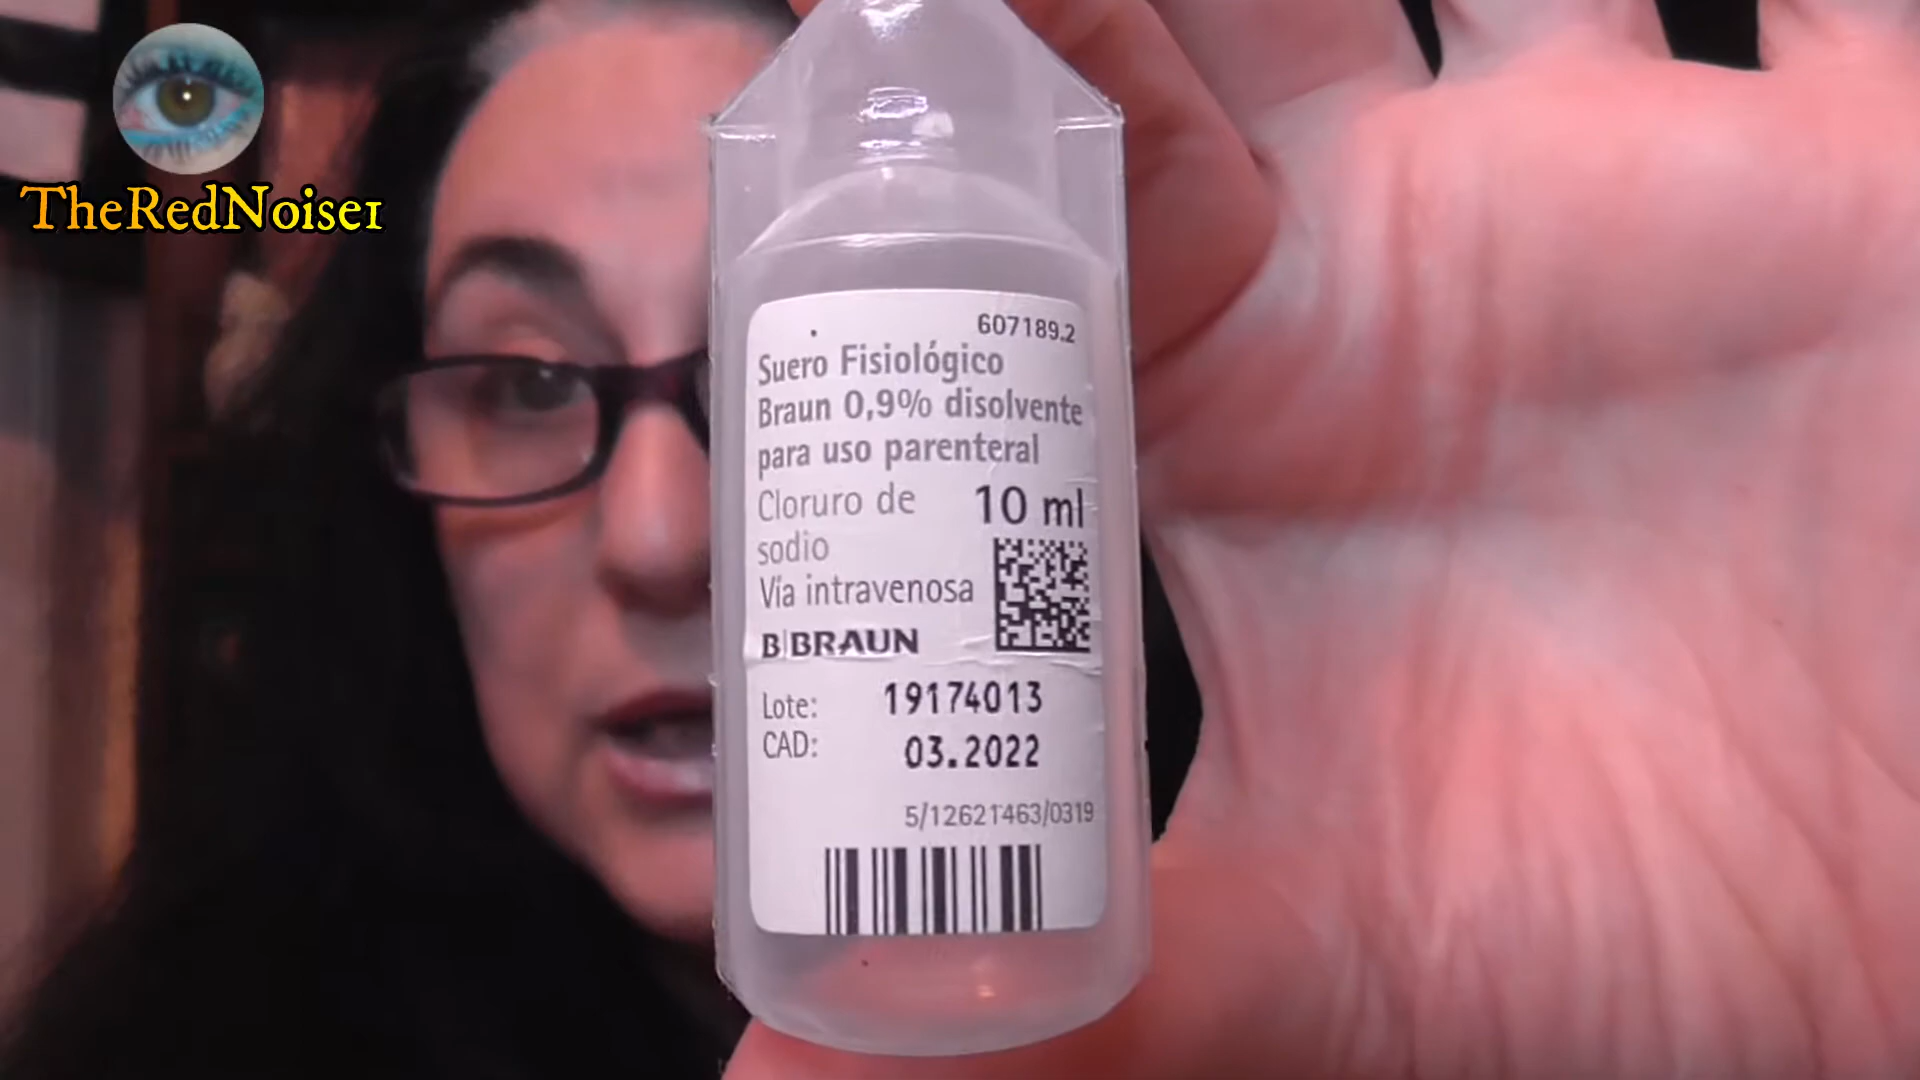 TheRedNoise1
607189.2
Suero Fisiológico
Braun 0,9% disolvente
para uso parenteral
Cloruro de 10 ml
sodio
Vía intravenosa
B|BRAUN
Lote: 19174013
CAD: 03.2022
5/12621463/0319